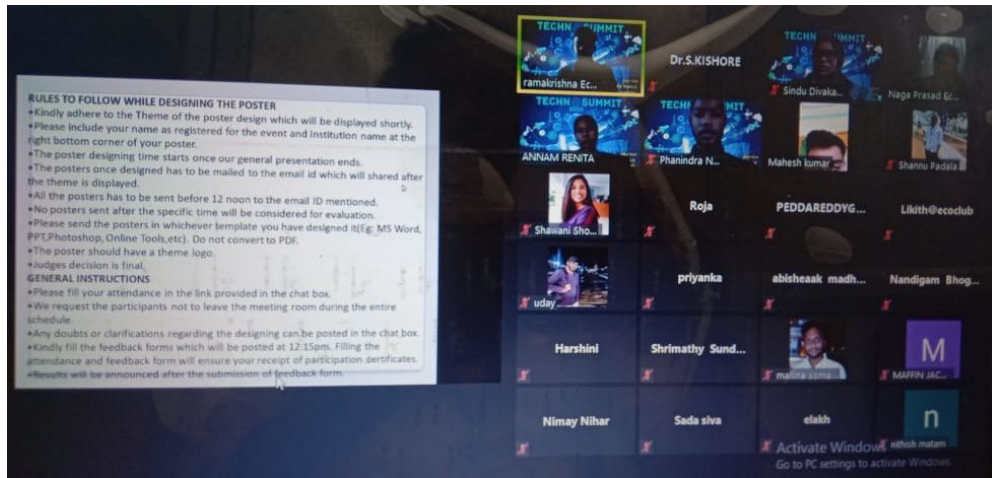 RULES TO FOLLOW WHILE DESIGNING THE POSTER
•Kindly adhere to the Theme of the poster design which will be displayed shortly.
•Please include your name as registered for the event and Institution name at the
right bottom corner of your poster.
•The poster designing time starts once our general presentation ends.
•The posters once designed has to be mailed to the email id which will shared after
the theme is displayed.
•All the posters has to be sent before 12 noon to the email ID mentioned.
•No posters sent after the specific time will be considered for evaluation.
•Please send the posters in whichever template you have designed it(Eg: MS Word,
PPT,Photoshop, Online Tools,etc). Do not convert to PDF.
•The poster should have a theme logo.
•Judges decision is final.
GENERAL INSTRUCTIONS
•Please fill your attendance in the link provided in the chat box.
•We request the participants not to leave the meeting room during the entire
schedule.
•Any doubts or clarifications regarding the designing can be posted in the chat box.
•Kindly fill the feedback forms which will be posted at 12.15pm. Filling the
attendance and feedback form will ensure your receipt of participation certificates.
•Results will be announced after the submission of feedback form.
TECHN SUMMIT
ramakrishna Ec...
Dr.S.KISHORE
TECHN
Sindu Divaka...
Naga Prasad Ec...
TECHN SUMMIT
ANNAM RENITA
TECHN MIT
Phanindra N...
Mahesh kumar
Shannu Padala
Shawani Sho...
Roja
PEDDAREDDYG...
Likith@ecoclub
uday
priyanka
abisheaak madh...
Nandigam Bhog...
Harshini
Shrimathy Sund...
malina soma
M
MAFFIN JAC...
Nimay Nihar
Sada siva
elakh
n
nithish matam
Activate Windows
Go to PC settings to activate Windows.